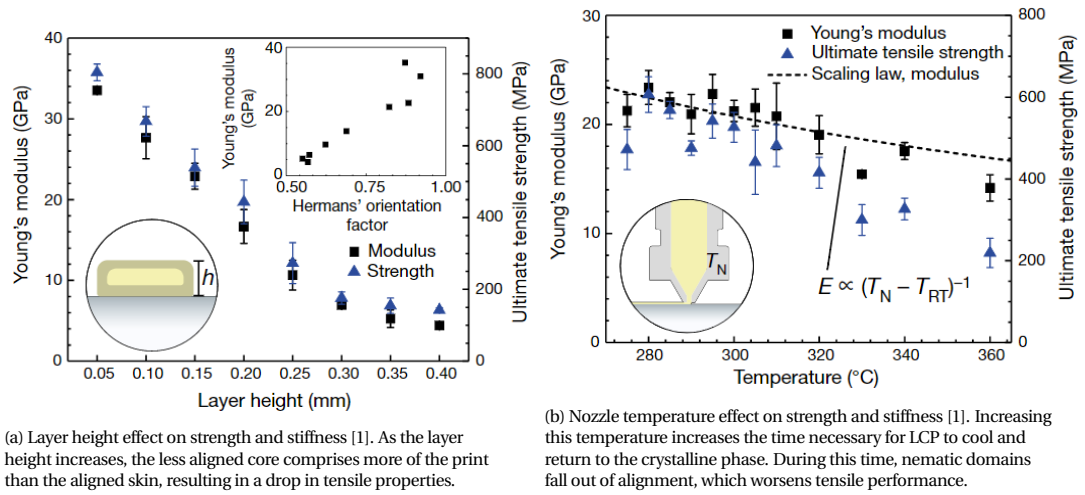 40
30
20
10
0
Young's modulus (GPa)
0.05 0.10 0.15 0.20 0.25 0.30 0.35 0.40
Layer height (mm)
800
600
400
200
0
Ultimate tensile strength (MPa)
40
20
0
Young's modulus
(GPa)
0.50 0.75 1.00
Hermans' orientation
factor
Modulus
Strength
h
(a) Layer height effect on strength and stiffness [1]. As the layer
height increases, the less aligned core comprises more of the print
than the aligned skin, resulting in a drop in tensile properties.
30
20
10
0
Young's modulus (GPa)
280 300 320 340 360
Temperature (°C)
800
600
400
200
0
Ultimate tensile strength (MPa)
Young's modulus
Ultimate tensile strength
Scaling law, modulus
T_N
E ∝ (T_N − T_RT)⁻¹
(b) Nozzle temperature effect on strength and stiffness [1]. Increasing
this temperature increases the time necessary for LCP to cool and
return to the crystalline phase. During this time, nematic domains
fall out of alignment, which worsens tensile performance.